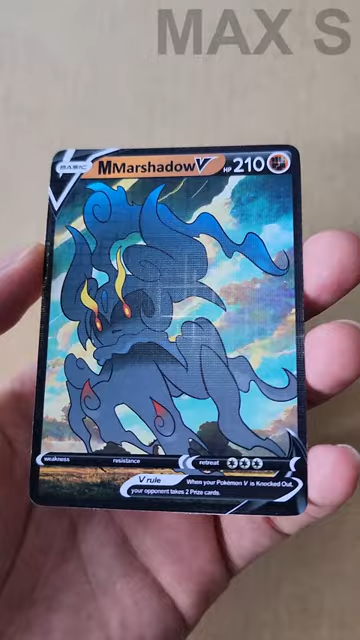 MAX S
BASIC
MMarshadowV HP 210
weakness resistance retreat
V rule When your Pokémon V is Knocked Out,
your opponent takes 2 Prize cards.